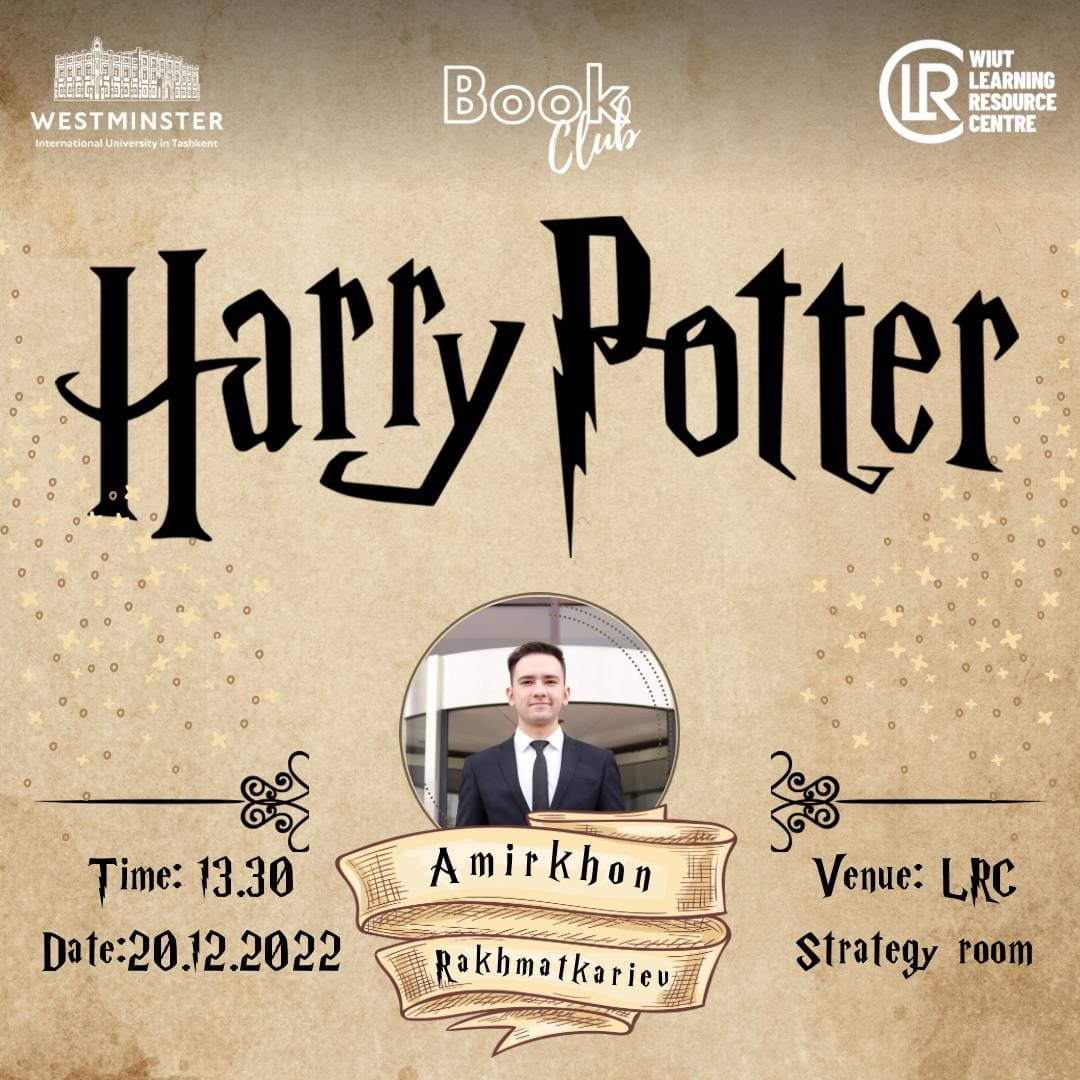 WESTMINSTER
International University in Tashkent
Book
Club
CLR
WIUT
LEARNING
RESOURCE
CENTRE
Harry Potter
Amirkhon
Rakhmatkariev
Time: 13.30
Date:20.12.2022
Venue: LRC
Strategy room